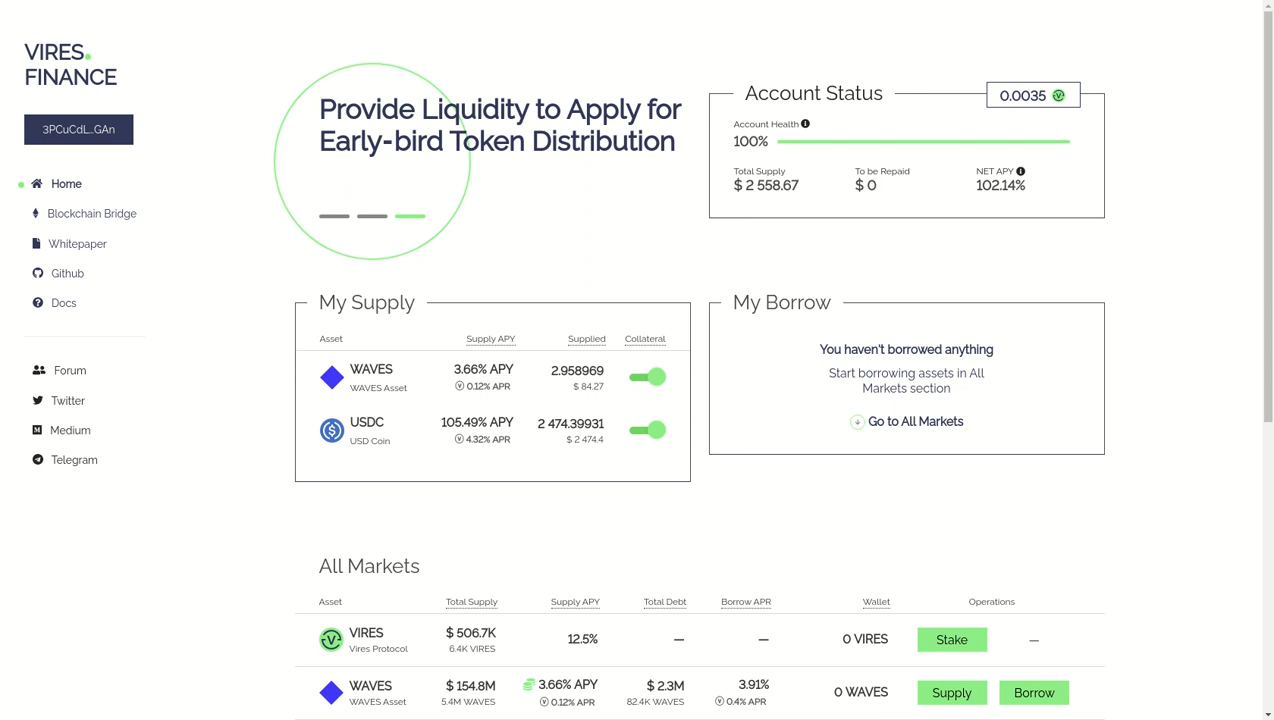 VIRES.
FINANCE
3PCuCdL...GAn
Home
Blockchain Bridge
Whitepaper
Github
Docs
Forum
Twitter
Medium
Telegram
Provide Liquidity to Apply for
Early-bird Token Distribution
Account Status
0.0035
Account Health
100%
Total Supply
To be Repaid
NET APY
$ 2 558.67
$ 0
102.14%
My Supply
Asset
Supply APY
Supplied
Collateral
WAVES
3.66% APY
2.958969
WAVES Asset
0.12% APR
$ 84.27
USDC
105.49% APY
2 474.39931
USD Coin
4.32% APR
$ 2 474.4
My Borrow
You haven't borrowed anything
Start borrowing assets in All
Markets section
Go to All Markets
All Markets
Asset
Total Supply
Supply APY
Total Debt
Borrow APR
Wallet
Operations
VIRES
$ 506.7K
12.5%
—
—
0 VIRES
Stake
—
Vires Protocol
6.4K VIRES
WAVES
$ 154.8M
3.66% APY
$ 2.3M
3.91%
0 WAVES
Supply
Borrow
WAVES Asset
5.4M WAVES
0.12% APR
82.4K WAVES
0.4% APR